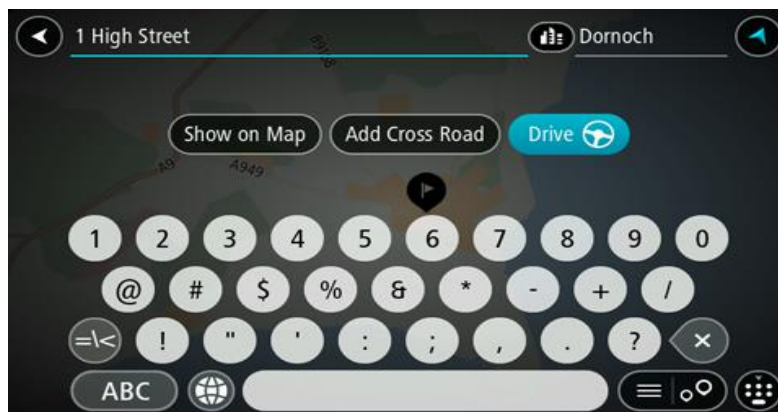 1 High Street Dornoch
Show on Map Add Cross Road Drive
A9 A949
1 2 3 4 5 6 7 8 9 0
@ # $ % & * - + /
=\< ! " ' : ; , . ?
ABC